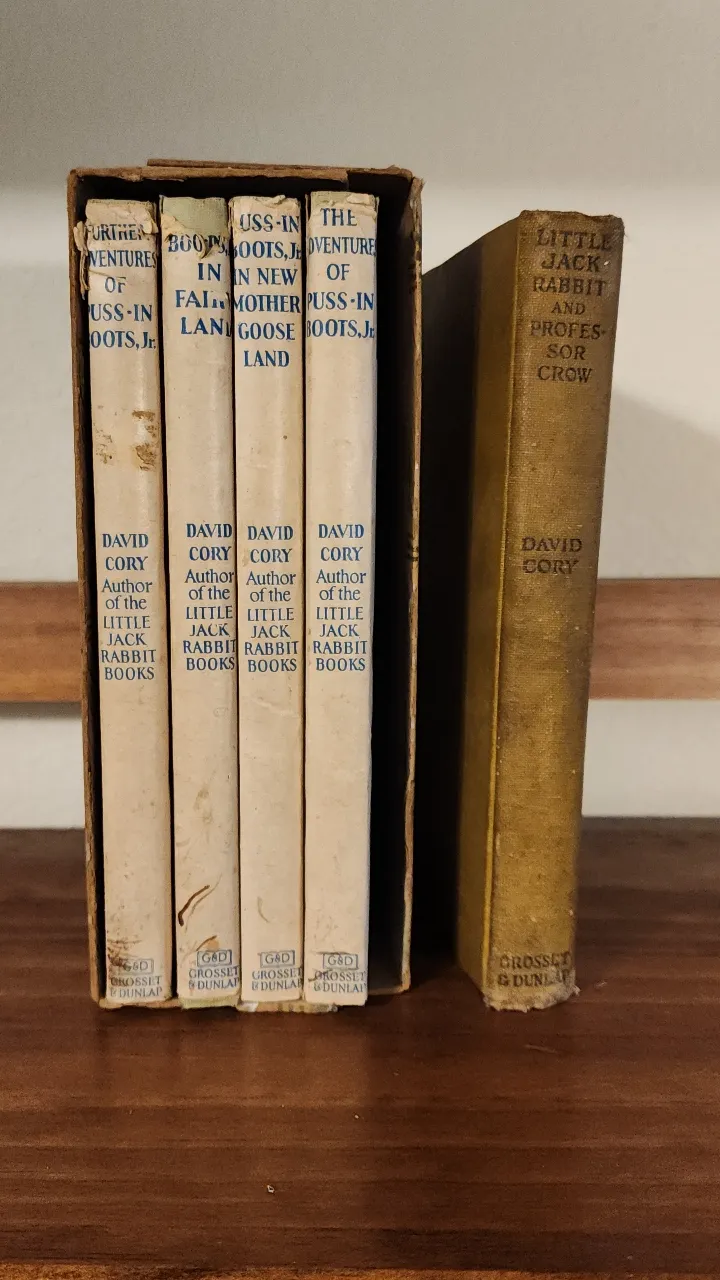 FURTHER
VENTURES
OF
USS-IN
OOTS, Jr.
DAVID
CORY
Author
of the
LITTLE
JACK
RABBIT
BOOKS
G&D
GROSSET
& DUNLAP
BOOTS,
IN
FAIRY
LAND
DAVID
CORY
Author
of the
LITTLE
JACK
RABBIT
BOOKS
G&D
GROSSET
& DUNLAP
USS-IN
BOOTS, Jr.
IN NEW
MOTHER
GOOSE
LAND
DAVID
CORY
Author
of the
LITTLE
JACK
RABBIT
BOOKS
G&D
GROSSET
& DUNLAP
THE
DVENTURES
OF
PUSS-IN
BOOTS, Jr.
DAVID
CORY
Author
of the
LITTLE
JACK
RABBIT
BOOKS
G&D
GROSSET
& DUNLAP
LITTLE
JACK
RABBIT
AND
PROFES-
SOR
CROW
DAVID
CORY
GROSSET
& DUNLAP